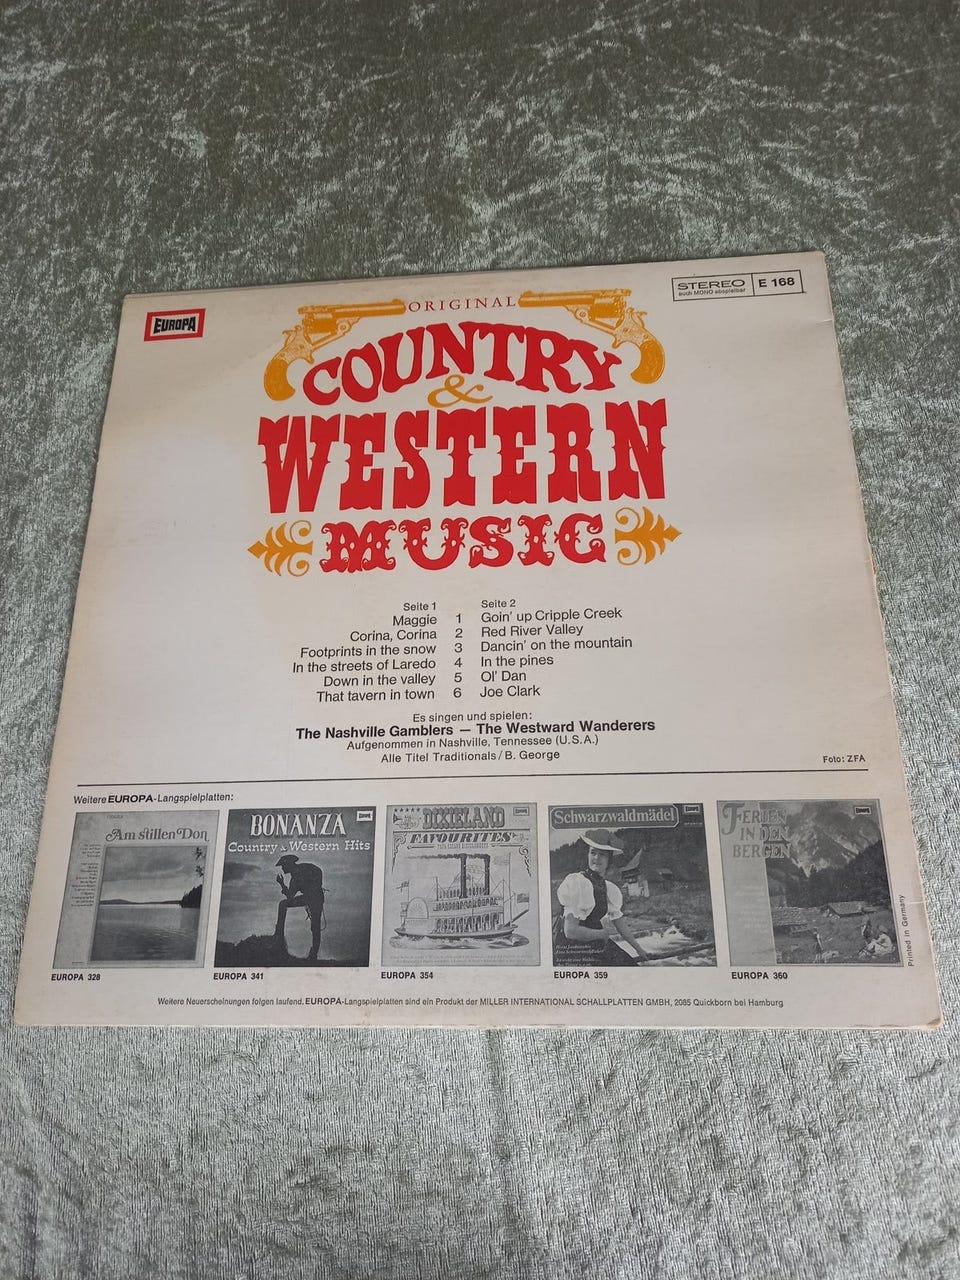 EUROPA
STEREO
auch MONO abspielbar
E 168
ORIGINAL
COUNTRY
&
WESTERN
MUSIC
Seite 1 Seite 2
Maggie 1 Goin' up Cripple Creek
Corina, Corina 2 Red River Valley
Footprints in the snow 3 Dancin' on the mountain
In the streets of Laredo 4 In the pines
Down in the valley 5 Ol' Dan
That tavern in town 6 Joe Clark
Es singen und spielen:
The Nashville Gamblers — The Westward Wanderers
Aufgenommen in Nashville, Tennessee (U.S.A.)
Alle Titel Traditionals / B. George
Foto: ZFA
Weitere EUROPA-Langspielplatten:
Am stillen Don
BONANZA
Country & Western Hits
DIXIELAND
FAVOURITES
Schwarzwaldmädel
FERIEN
IN DEN
BERGEN
EUROPA 328
EUROPA 341
EUROPA 354
EUROPA 359
EUROPA 360
Printed in Germany
Weitere Neuerscheinungen folgen laufend. EUROPA-Langspielplatten sind ein Produkt der MILLER INTERNATIONAL SCHALLPLATTEN GMBH, 2085 Quickborn bei Hamburg